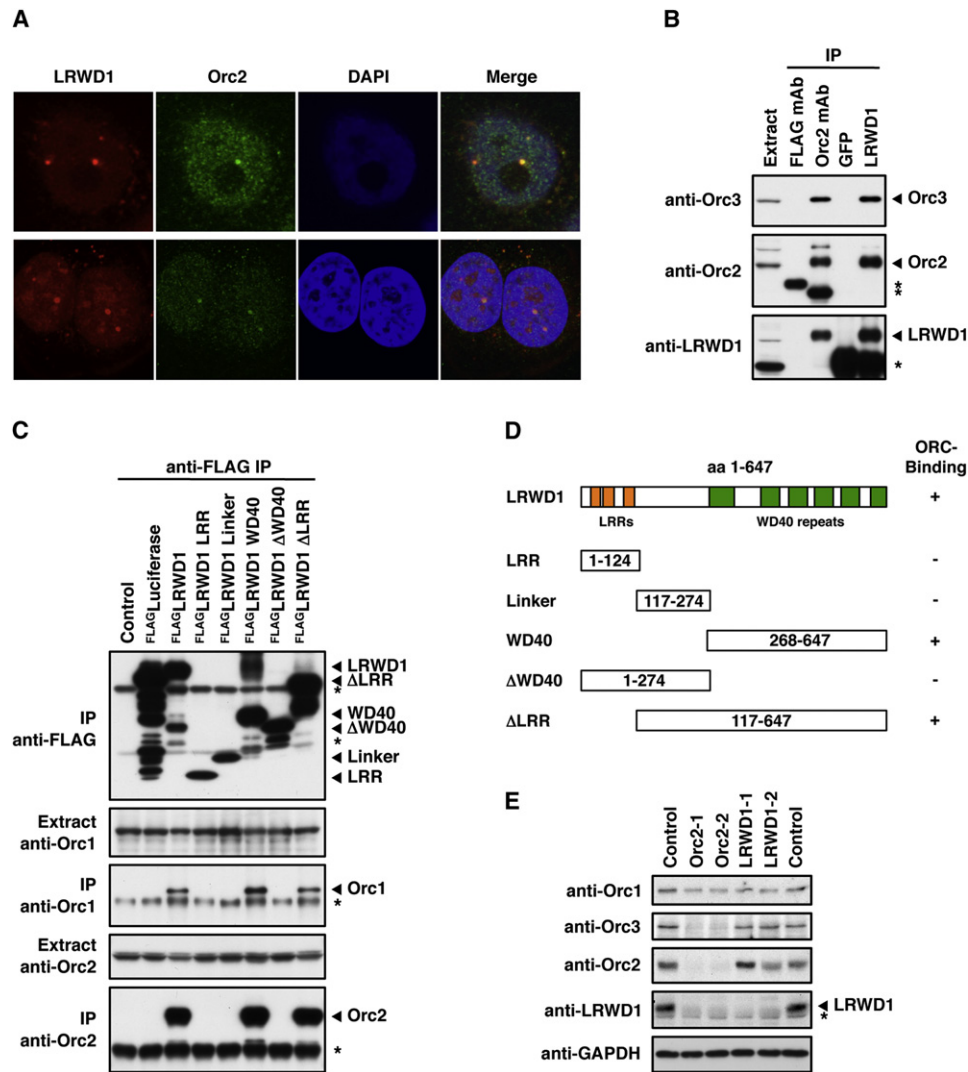 A
LRWD1 Orc2 DAPI Merge
B
IP
Extract
FLAG mAb
Orc2 mAb
GFP
LRWD1
anti-Orc3 ◄ Orc3
anti-Orc2 ◄ Orc2
*
*
anti-LRWD1 ◄ LRWD1
*
C
anti-FLAG IP
Control
FLAGLuciferase
FLAGLRWD1
FLAGLRWD1 LRR
FLAGLRWD1 Linker
FLAGLRWD1 WD40
FLAGLRWD1 ΔWD40
FLAGLRWD1 ΔLRR
IP
anti-FLAG
◄ LRWD1
◄ ΔLRR
*
◄ WD40
◄ ΔWD40
*
◄ Linker
◄ LRR
Extract
anti-Orc1
IP
anti-Orc1
◄ Orc1
*
Extract
anti-Orc2
IP
anti-Orc2
◄ Orc2
*
D
aa 1-647
ORC-
Binding
LRWD1 +
LRRs WD40 repeats
LRR 1-124 -
Linker 117-274 -
WD40 268-647 +
ΔWD40 1-274 -
ΔLRR 117-647 +
E
Control
Orc2-1
Orc2-2
LRWD1-1
LRWD1-2
Control
anti-Orc1
anti-Orc3
anti-Orc2
anti-LRWD1 ◄ LRWD1
*
anti-GAPDH